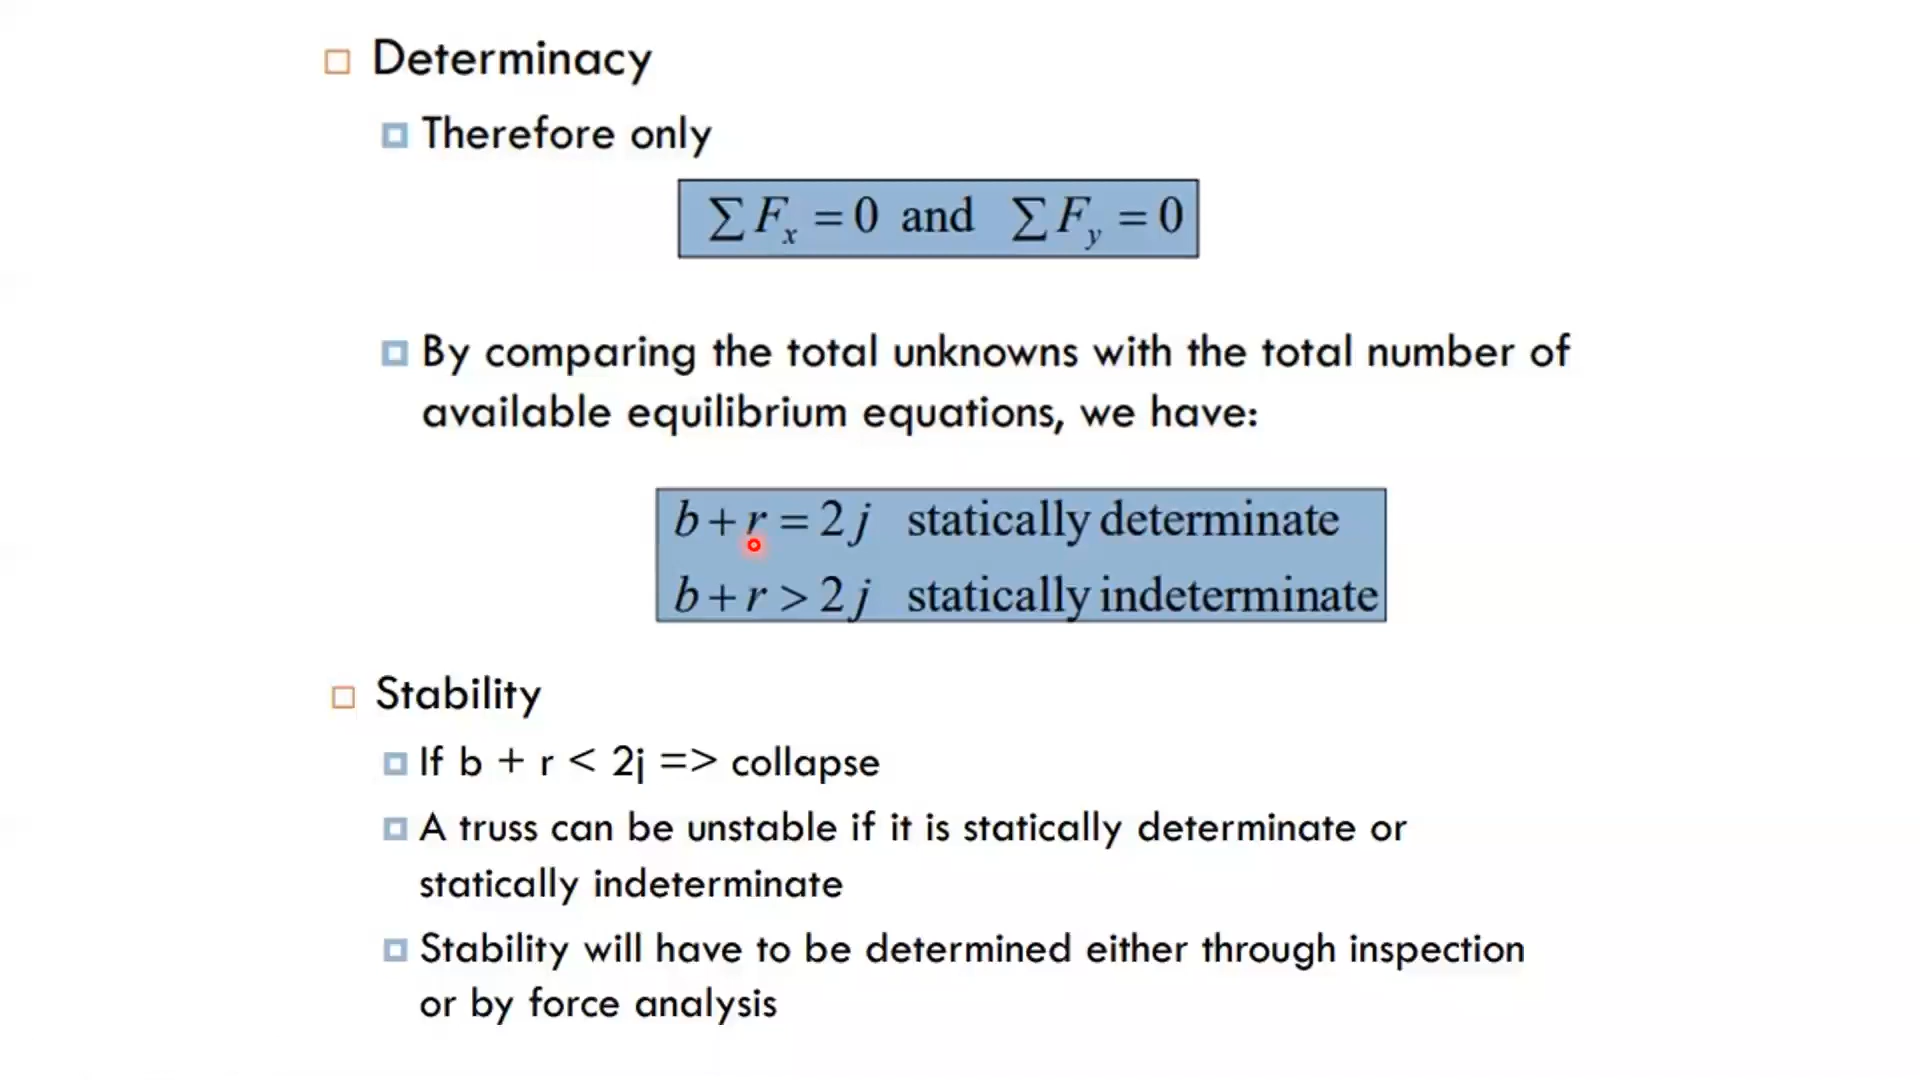 Determinacy
Therefore only
∑F_x = 0 and ∑F_y = 0
By comparing the total unknowns with the total number of
available equilibrium equations, we have:
b + r = 2j statically determinate
b + r > 2j statically indeterminate
Stability
If b + r < 2j => collapse
A truss can be unstable if it is statically determinate or
statically indeterminate
Stability will have to be determined either through inspection
or by force analysis